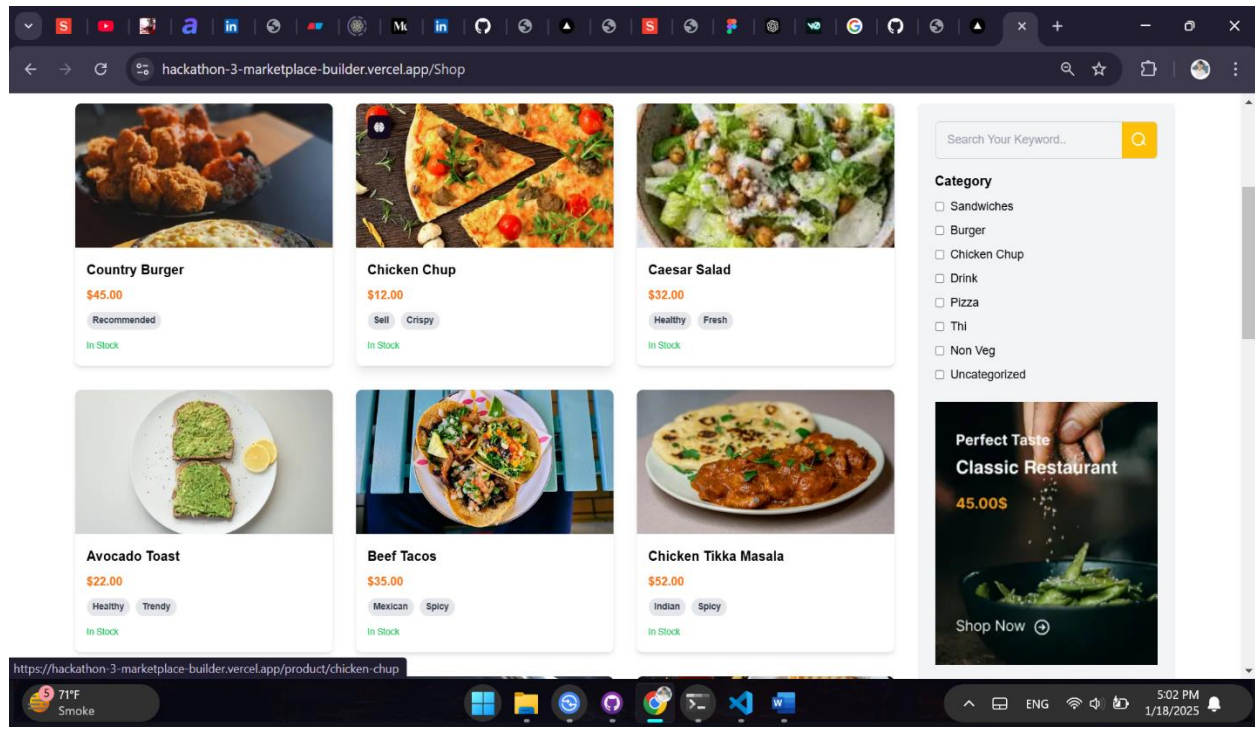 hackathon-3-marketplace-builder.vercel.app/Shop
Country Burger
$45.00
Recommended
In Stock
Chicken Chup
$12.00
Sell Crispy
In Stock
Caesar Salad
$32.00
Healthy Fresh
In Stock
Avocado Toast
$22.00
Healthy Trendy
In Stock
Beef Tacos
$35.00
Mexican Spicy
In Stock
Chicken Tikka Masala
$52.00
Indian Spicy
In Stock
Search Your Keyword..
Category
Sandwiches
Burger
Chicken Chup
Drink
Pizza
Thi
Non Veg
Uncategorized
Perfect Taste
Classic Restaurant
45.00$
Shop Now
https://hackathon-3-marketplace-builder.vercel.app/product/chicken-chup
5
71°F
Smoke
ENG
5:02 PM
1/18/2025